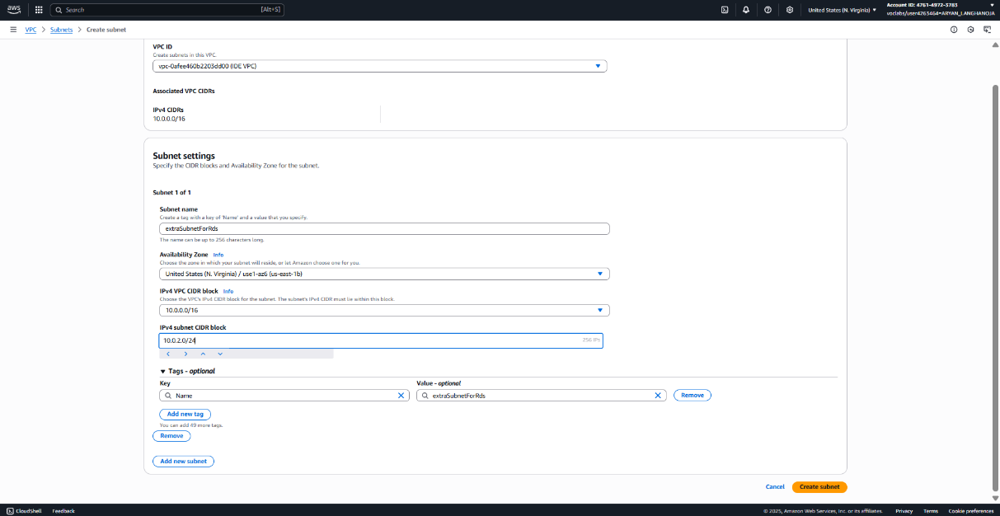 aws
Search [Alt+S]
United States (N. Virginia)
Account ID: 4761-4972-3783
voclabs/user4263464=ARYAN_LANGHANOJA
VPC > Subnets > Create subnet
VPC ID
Create subnets in this VPC.
vpc-0afee460b2203dd00 (IDE VPC)
Associated VPC CIDRs
IPv4 CIDRs
10.0.0.0/16
Subnet settings
Specify the CIDR blocks and Availability Zone for the subnet.
Subnet 1 of 1
Subnet name
Create a tag with a key of 'Name' and a value that you specify.
extraSubnetForRds
The name can be up to 256 characters long.
Availability Zone Info
Choose the zone in which your subnet will reside, or let Amazon choose one for you.
United States (N. Virginia) / use1-az6 (us-east-1b)
IPv4 VPC CIDR block Info
Choose the VPC's IPv4 CIDR block for the subnet. The subnet's IPv4 CIDR must lie within this block.
10.0.0.0/16
IPv4 subnet CIDR block
10.0.2.0/24 256 IPs
Tags - optional
Key Value - optional
Name extraSubnetForRds Remove
Add new tag
You can add 49 more tags.
Remove
Add new subnet
Cancel Create subnet
CloudShell Feedback © 2025, Amazon Web Services, Inc. or its affiliates. Privacy Terms Cookie preferences